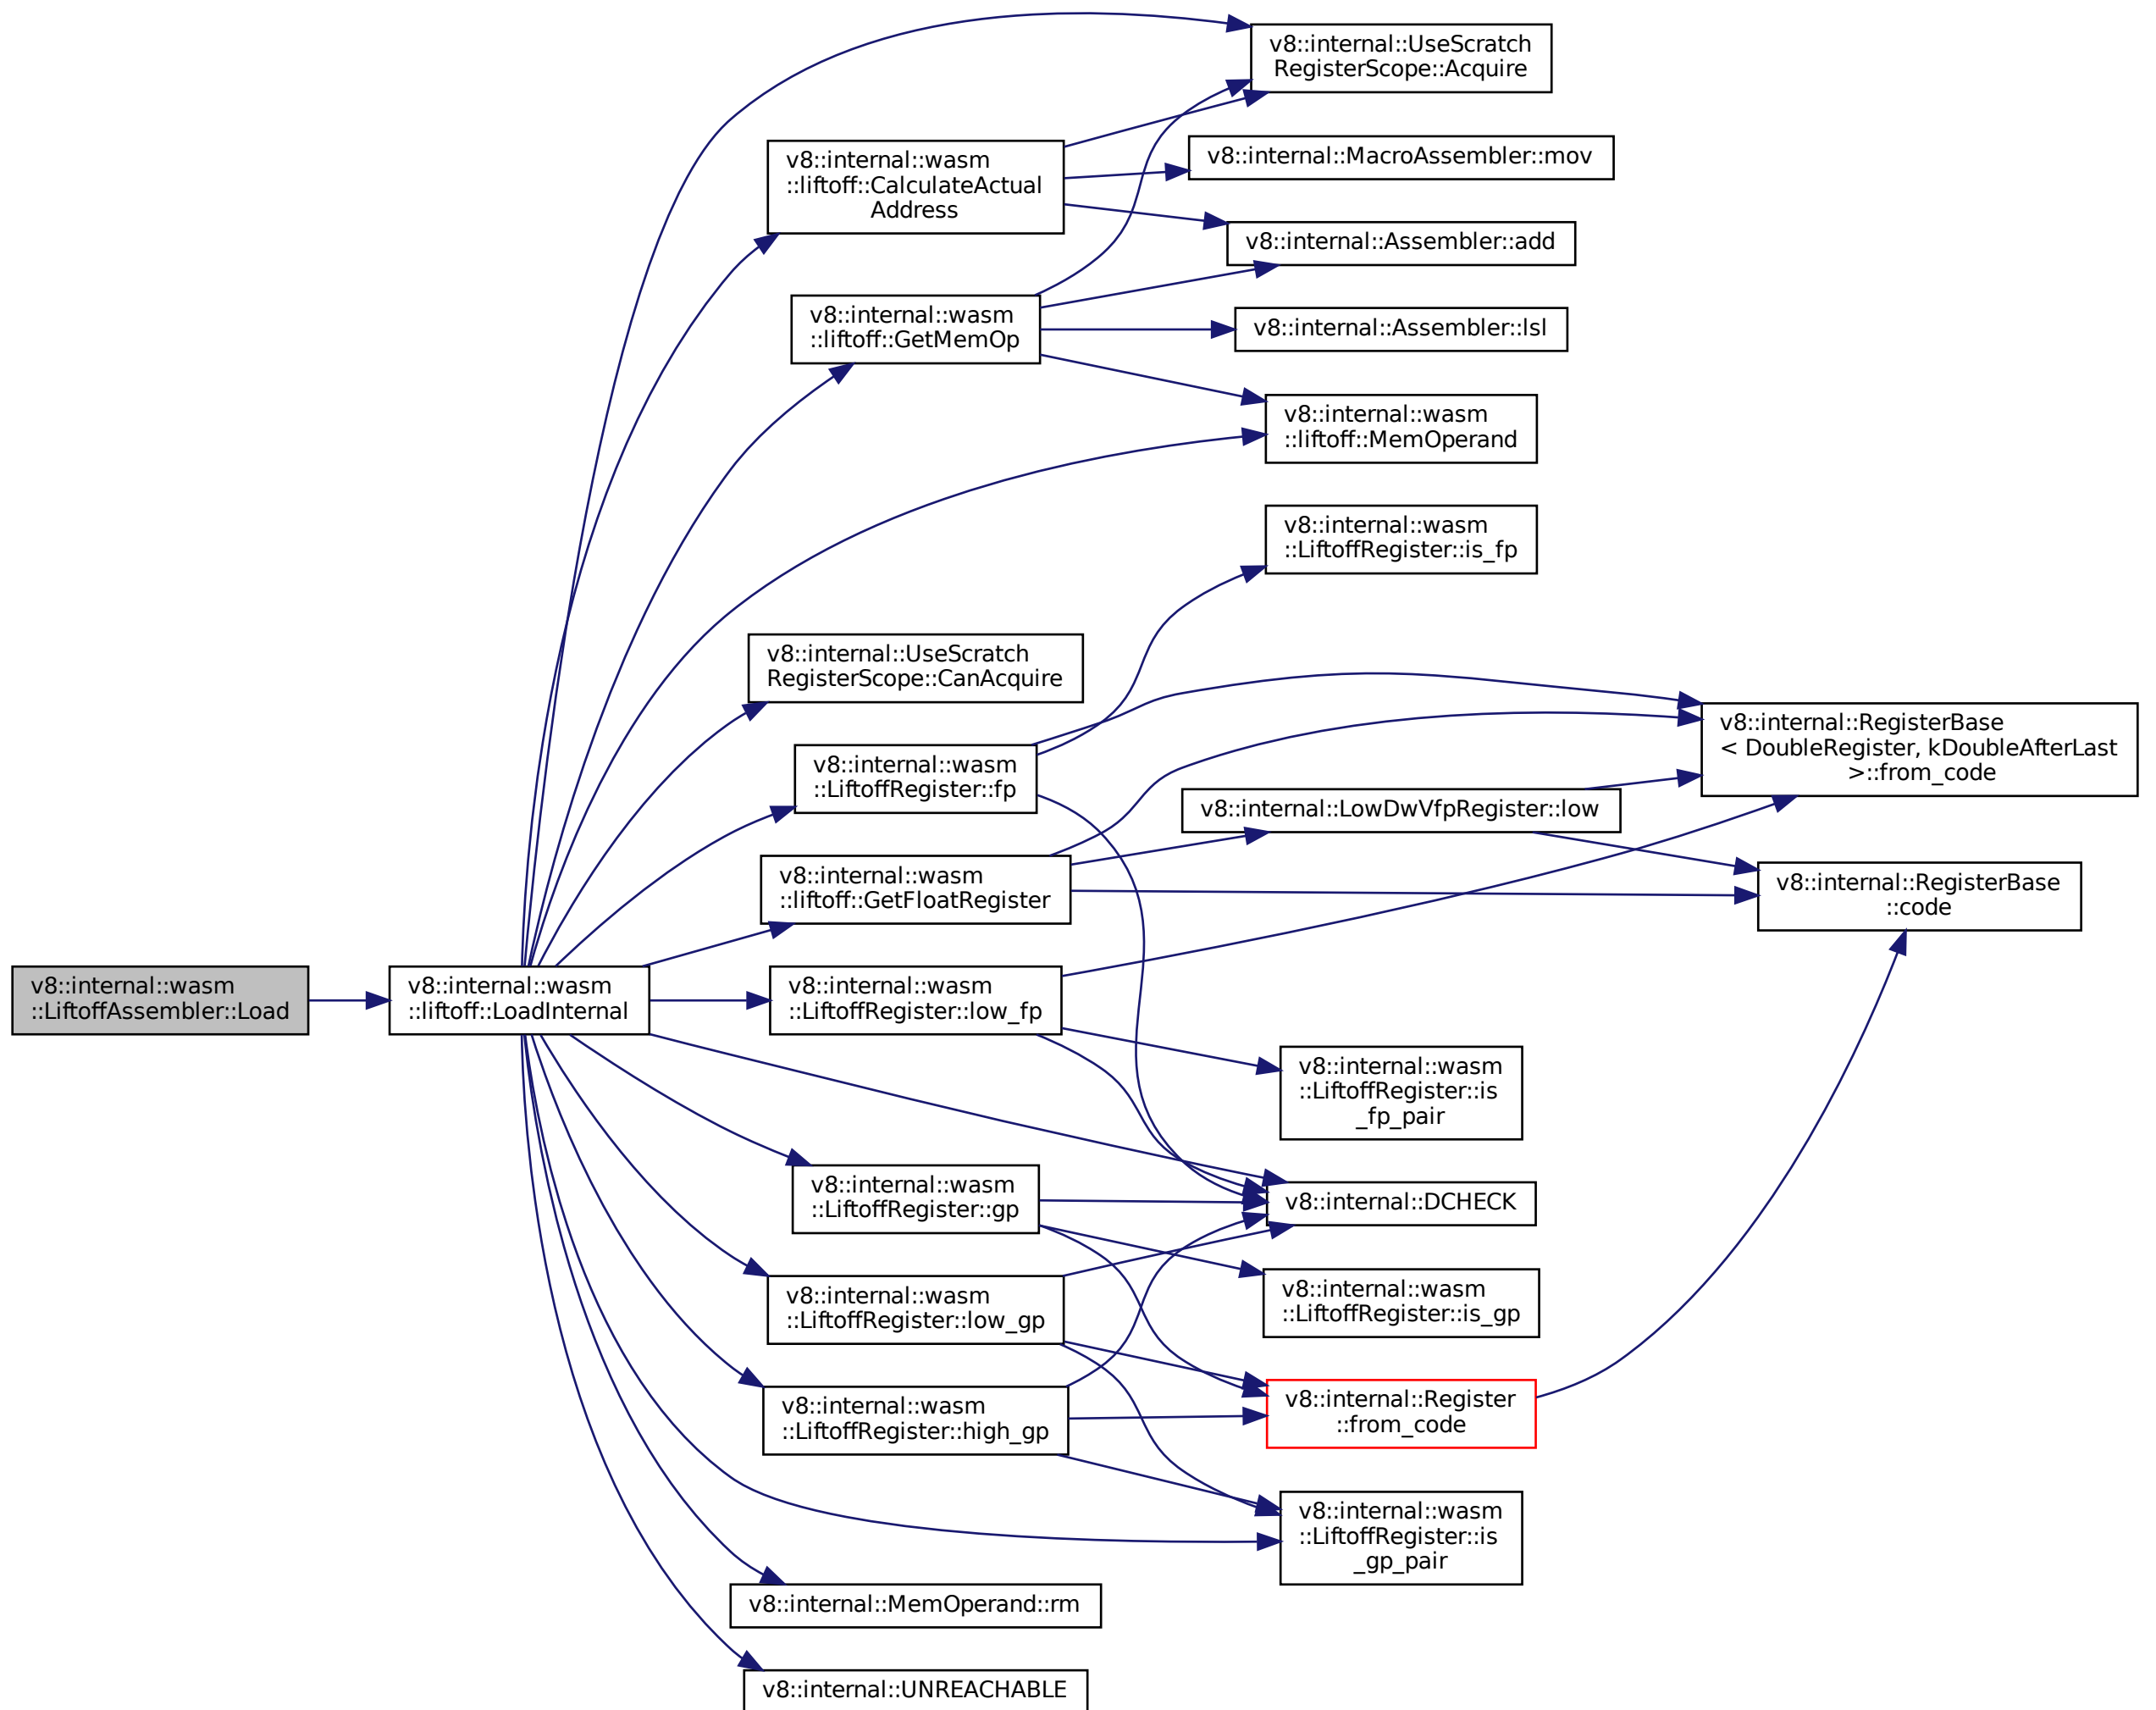 v8::internal::UseScratch
RegisterScope::Acquire
v8::internal::MacroAssembler::mov
v8::internal::wasm
::liftoff::CalculateActual
Address
v8::internal::Assembler::add
v8::internal::wasm
::liftoff::GetMemOp
v8::internal::Assembler::lsl
v8::internal::wasm
::liftoff::MemOperand
v8::internal::wasm
::LiftoffRegister::is_fp
v8::internal::UseScratch
RegisterScope::CanAcquire
v8::internal::RegisterBase
< DoubleRegister, kDoubleAfterLast
>::from_code
v8::internal::wasm
::LiftoffRegister::fp
v8::internal::LowDwVfpRegister::low
v8::internal::wasm
::liftoff::GetFloatRegister
v8::internal::RegisterBase
::code
v8::internal::wasm
::LiftoffAssembler::Load
v8::internal::wasm
::liftoff::LoadInternal
v8::internal::wasm
::LiftoffRegister::low_fp
v8::internal::wasm
::LiftoffRegister::is
_fp_pair
v8::internal::wasm
::LiftoffRegister::gp
v8::internal::DCHECK
v8::internal::wasm
::LiftoffRegister::low_gp
v8::internal::wasm
::LiftoffRegister::is_gp
v8::internal::wasm
::LiftoffRegister::high_gp
v8::internal::Register
::from_code
v8::internal::wasm
::LiftoffRegister::is
_gp_pair
v8::internal::MemOperand::rm
v8::internal::UNREACHABLE